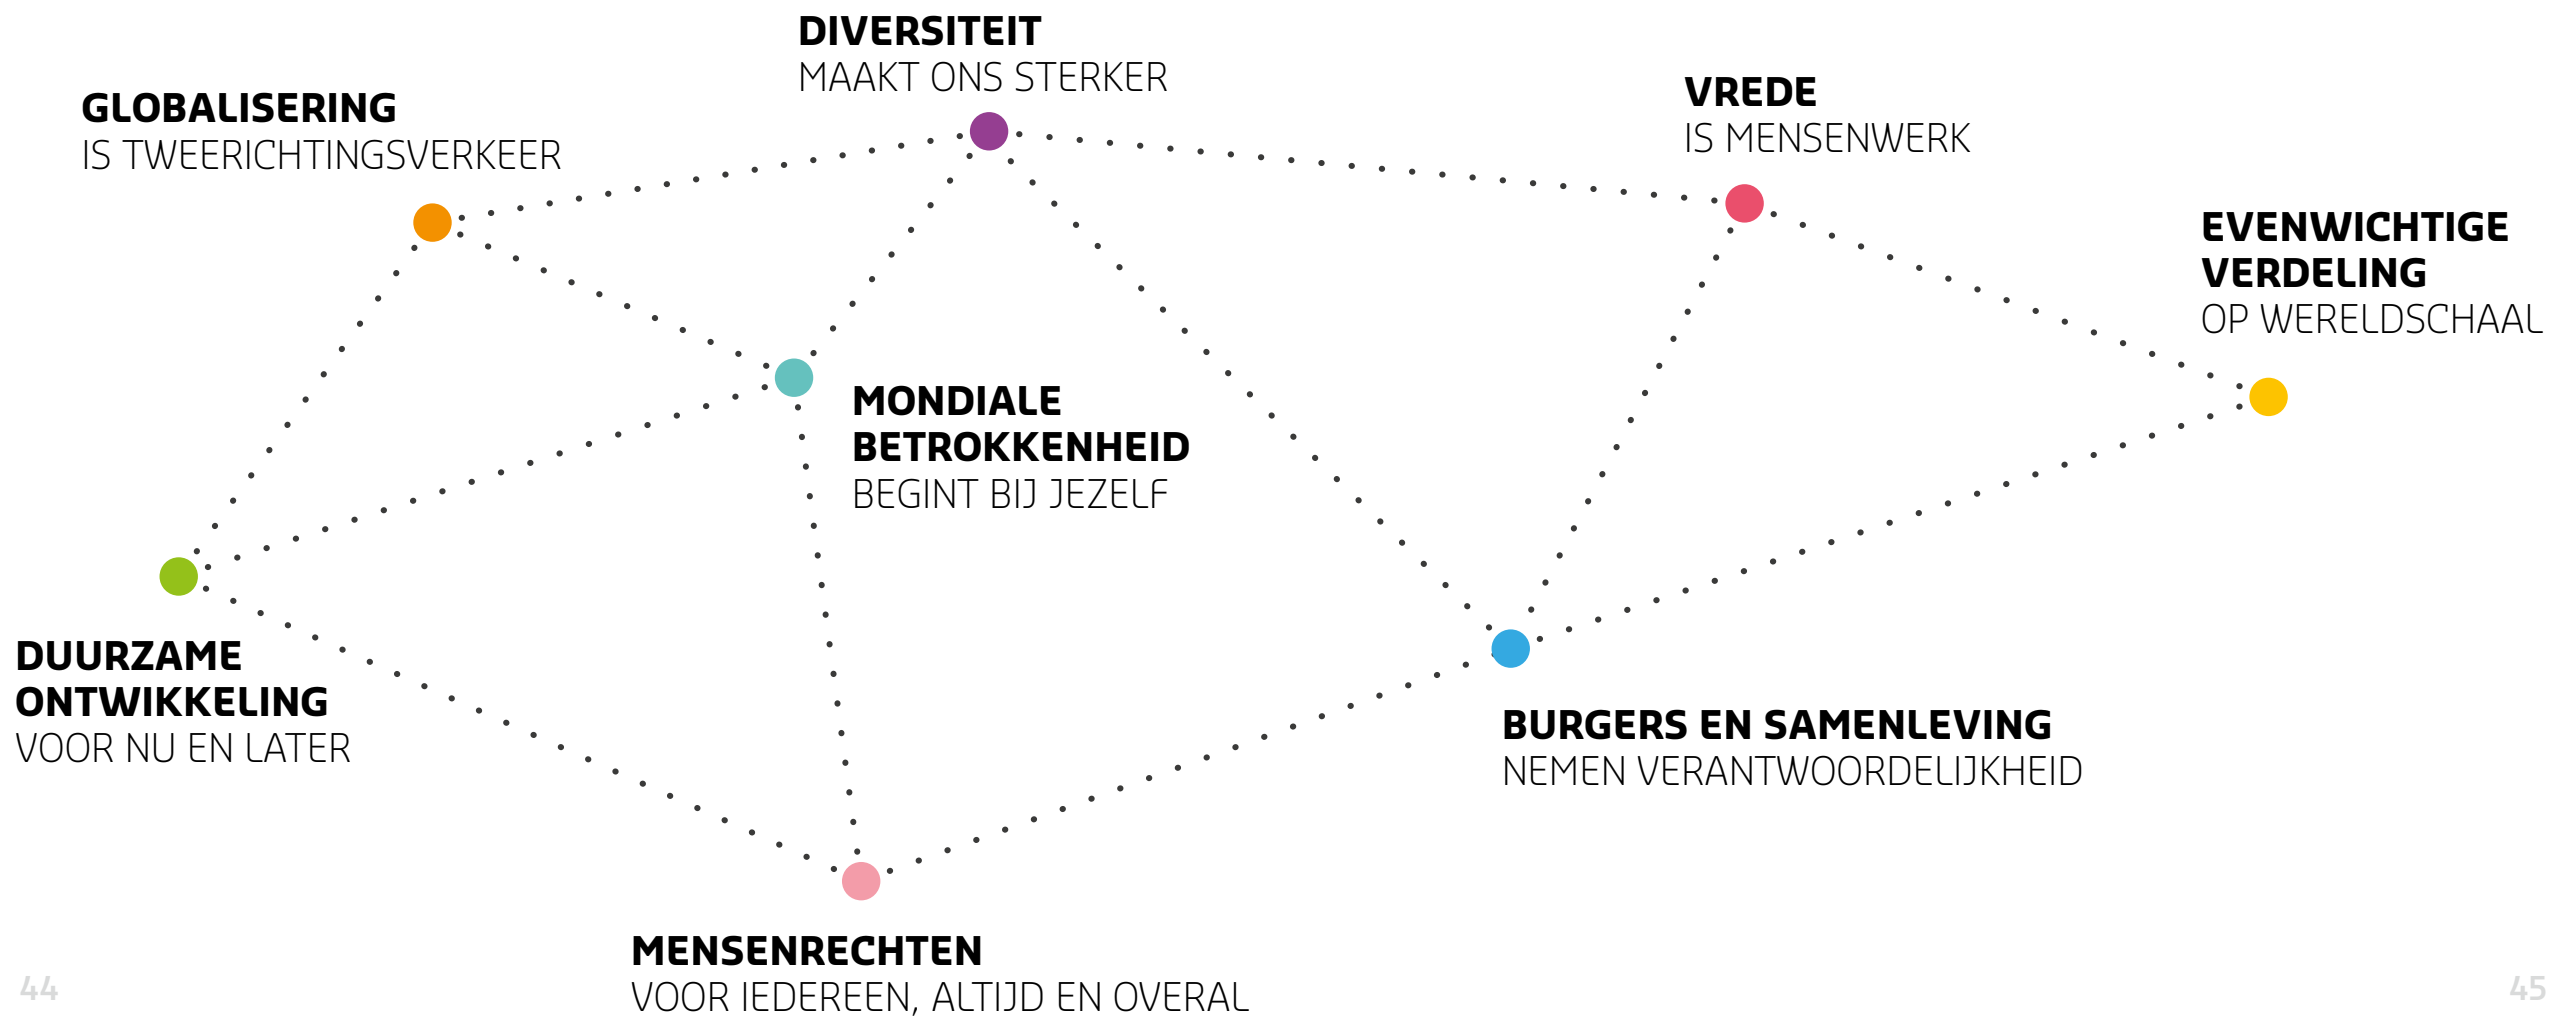 DIVERSITEIT
MAAKT ONS STERKER
GLOBALISERING
IS TWEERICHTINGSVERKEER
VREDE
IS MENSENWERK
EVENWICHTIGE
VERDELING
OP WERELDSCHAAL
MONDIALE
BETROKKENHEID
BEGINT BIJ JEZELF
DUURZAME
ONTWIKKELING
VOOR NU EN LATER
BURGERS EN SAMENLEVING
NEMEN VERANTWOORDELIJKHEID
MENSENRECHTEN
VOOR IEDEREEN, ALTIJD EN OVERAL
44
45